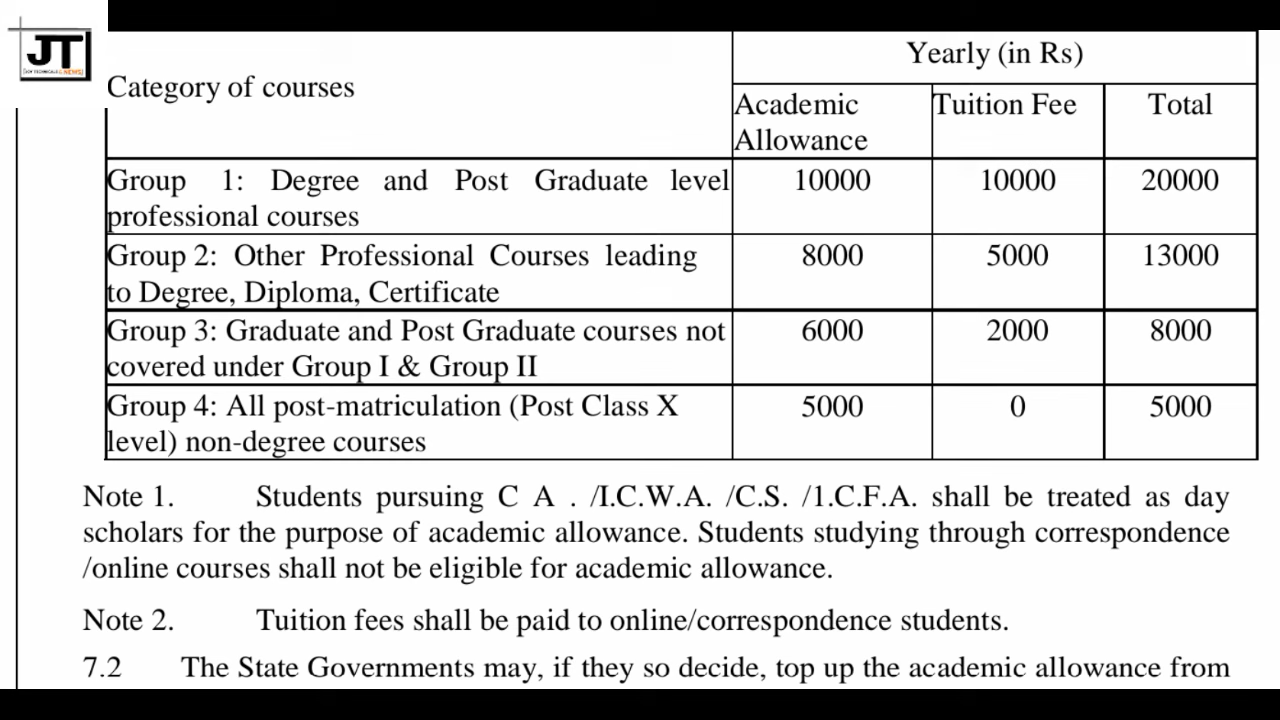 JT
Yearly (in Rs)
Category of courses
Academic Allowance
Tuition Fee
Total
Group 1: Degree and Post Graduate level
professional courses
10000
10000
20000
Group 2: Other Professional Courses leading
to Degree, Diploma, Certificate
8000
5000
13000
Group 3: Graduate and Post Graduate courses not
covered under Group I & Group II
6000
2000
8000
Group 4: All post-matriculation (Post Class X
level) non-degree courses
5000
0
5000
Note 1. Students pursuing C A . /I.C.W.A. /C.S. /1.C.F.A. shall be treated as day
scholars for the purpose of academic allowance. Students studying through correspondence
/online courses shall not be eligible for academic allowance.
Note 2. Tuition fees shall be paid to online/correspondence students.
7.2 The State Governments may, if they so decide, top up the academic allowance from